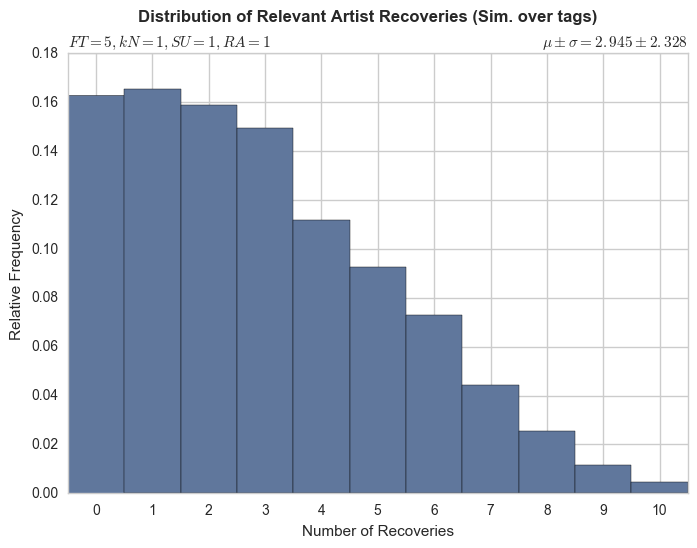 Distribution of Relevant Artist Recoveries (Sim. over tags)
FT = 5, kN = 1, SU = 1, RA = 1
μ ± σ = 2.945 ± 2.328
0.18
0.16
0.14
0.12
0.10
0.08
0.06
0.04
0.02
0.00
Relative Frequency
0 1 2 3 4 5 6 7 8 9 10
Number of Recoveries